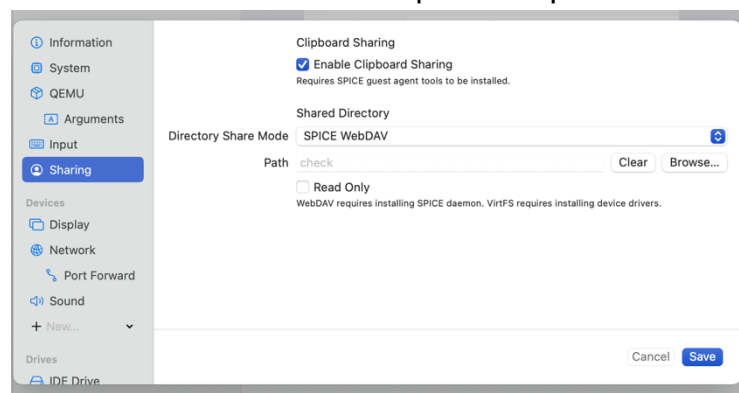 Information
System
QEMU
Arguments
Input
Sharing
Devices
Display
Network
Port Forward
Sound
New...
Drives
IDE Drive
Clipboard Sharing
Enable Clipboard Sharing
Requires SPICE guest agent tools to be installed.
Shared Directory
Directory Share Mode SPICE WebDAV
Path check Clear Browse...
Read Only
WebDAV requires installing SPICE daemon. VirtFS requires installing device drivers.
Cancel Save